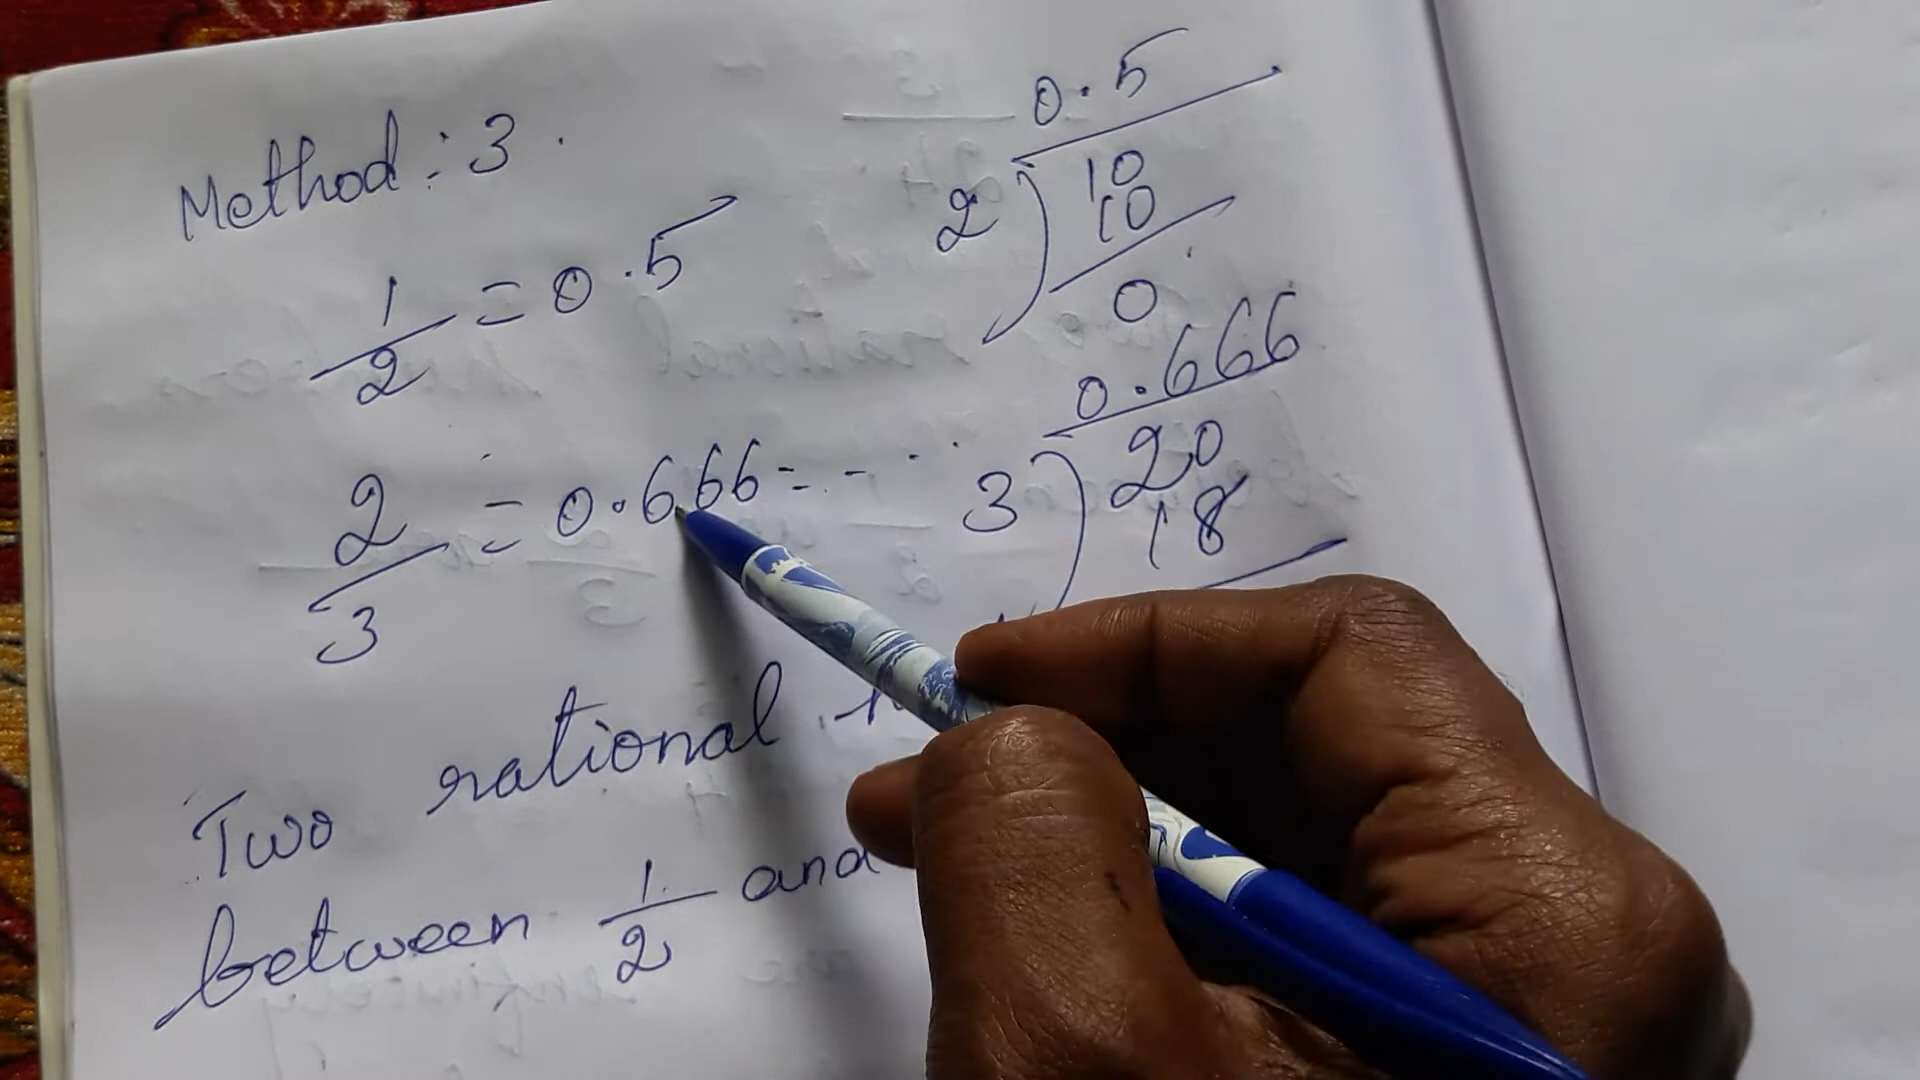 Method : 3.
1/2 = 0.5
2/3 = 0.666 - - - -
0.5
2 ) 10
10
0
0.666
3 ) 20
18
Two rational
between 1/2 and